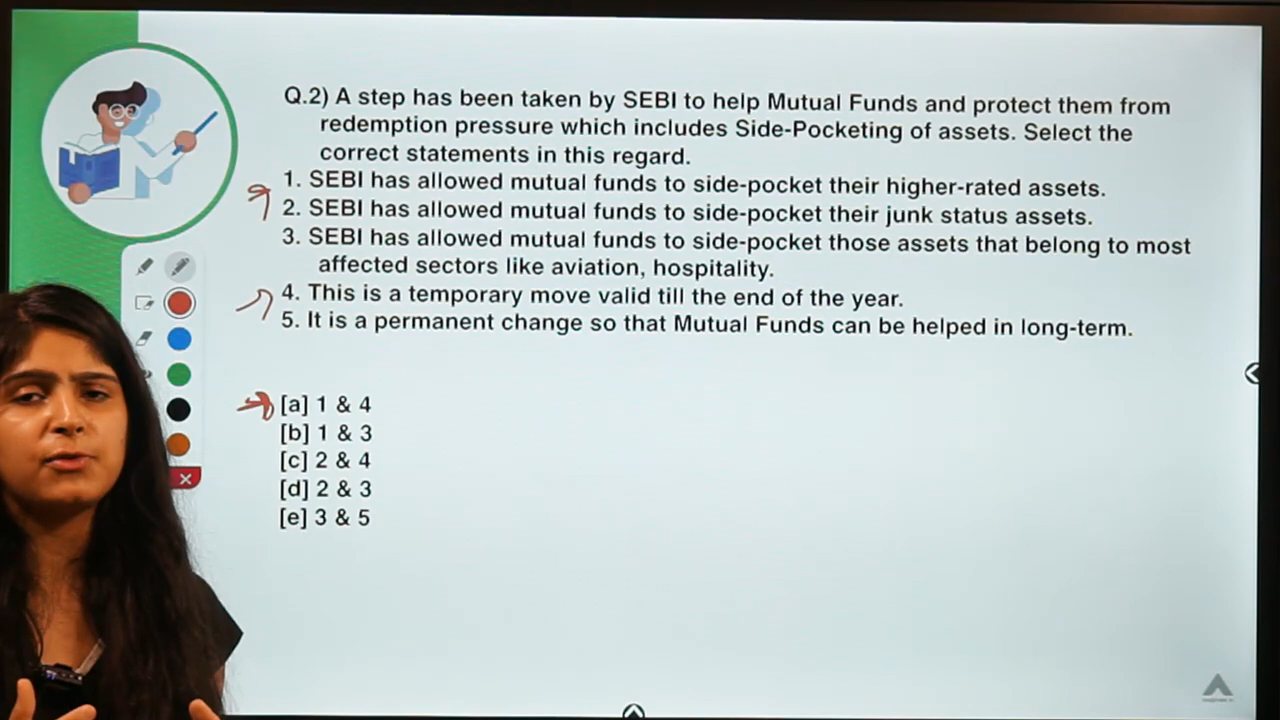 Q.2) A step has been taken by SEBI to help Mutual Funds and protect them from
redemption pressure which includes Side-Pocketing of assets. Select the
correct statements in this regard.
1. SEBI has allowed mutual funds to side-pocket their higher-rated assets.
2. SEBI has allowed mutual funds to side-pocket their junk status assets.
3. SEBI has allowed mutual funds to side-pocket those assets that belong to most
affected sectors like aviation, hospitality.
4. This is a temporary move valid till the end of the year.
5. It is a permanent change so that Mutual Funds can be helped in long-term.
[a] 1 & 4
[b] 1 & 3
[c] 2 & 4
[d] 2 & 3
[e] 3 & 5